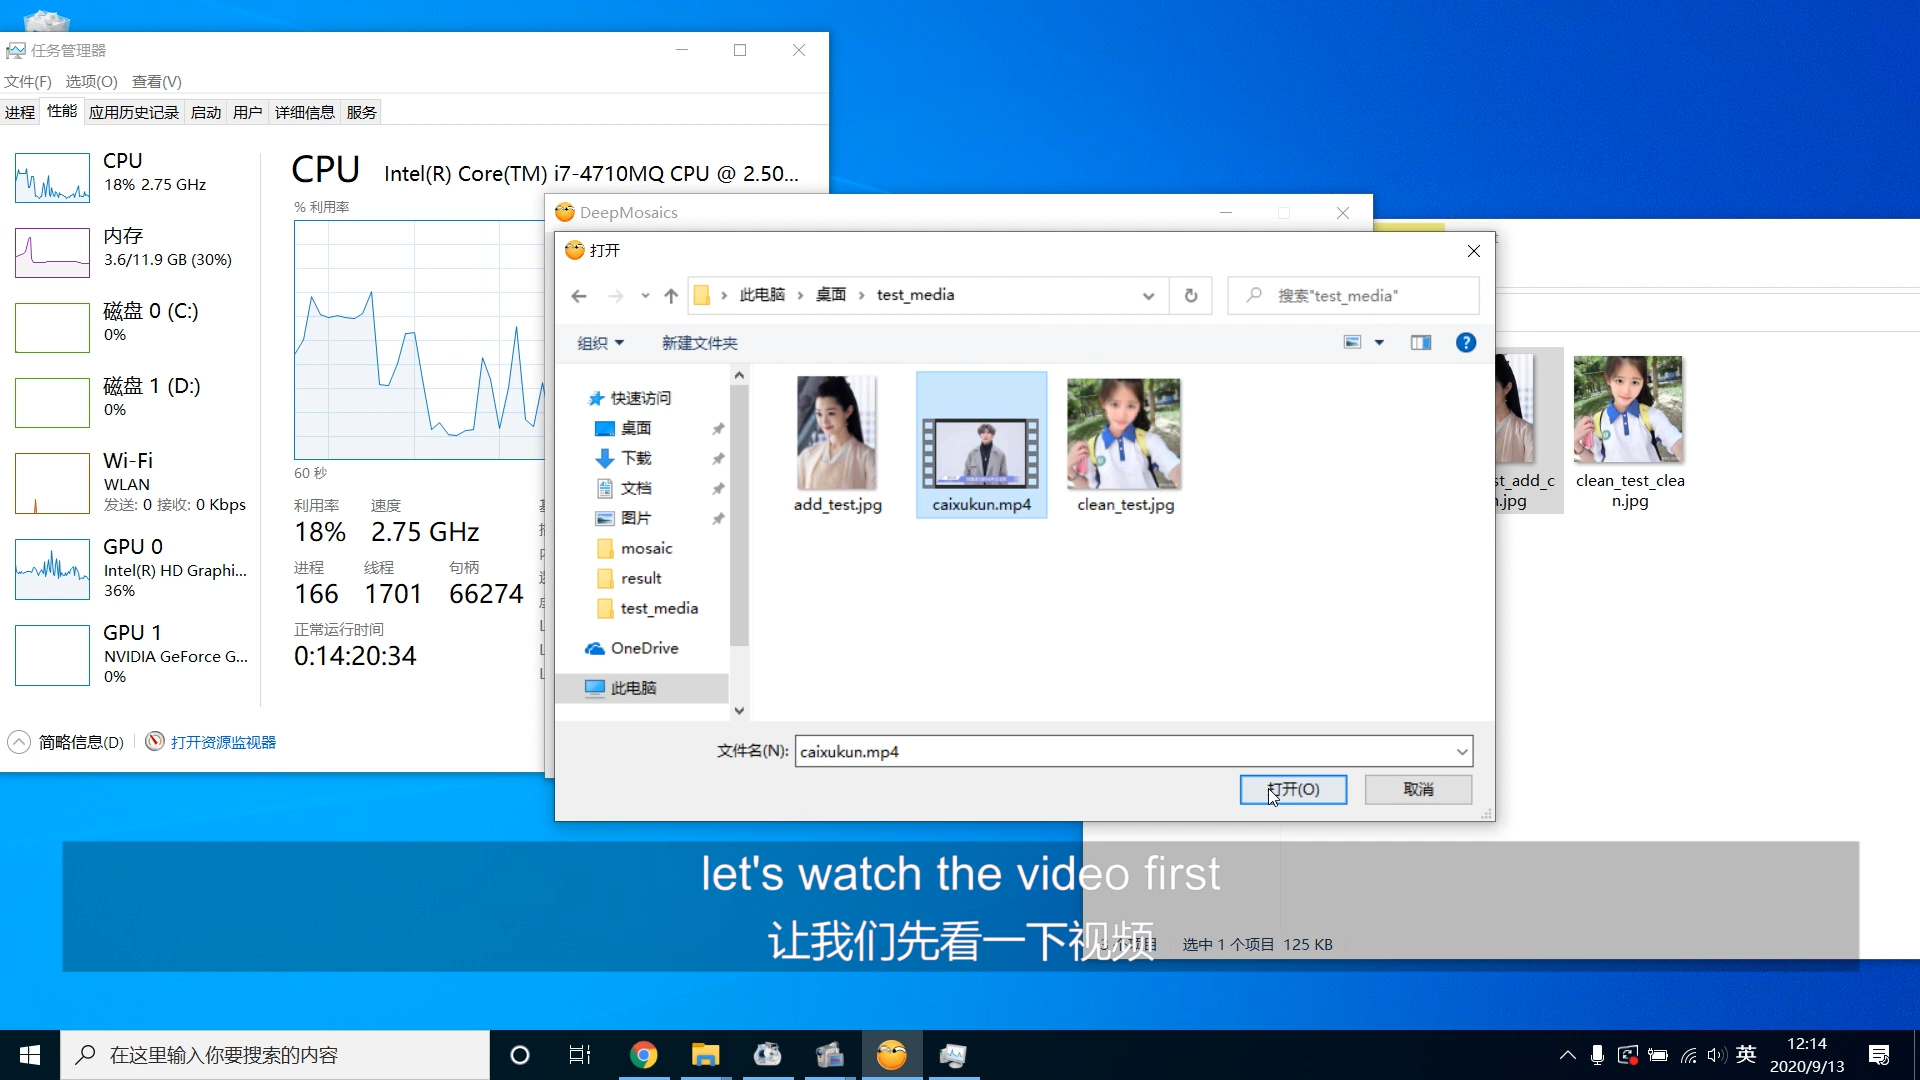 任务管理器
文件(F) 选项(O) 查看(V)
进程 性能 应用历史记录 启动 用户 详细信息 服务
CPU
18% 2.75 GHz
内存
3.6/11.9 GB (30%)
磁盘 0 (C:)
0%
磁盘 1 (D:)
0%
Wi-Fi
WLAN
发送: 0 接收: 0 Kbps
GPU 0
Intel(R) HD Graphi...
36%
GPU 1
NVIDIA GeForce G...
0%
CPU Intel(R) Core(TM) i7-4710MQ CPU @ 2.50...
% 利用率
60 秒
利用率 速度
18% 2.75 GHz
进程 线程 句柄
166 1701 66274
正常运行时间
0:14:20:34
简略信息(D) 打开资源监视器
DeepMosaics
打开
此电脑 › 桌面 › test_media
搜索"test_media"
组织 新建文件夹
快速访问
桌面
下载
文档
图片
mosaic
result
test_media
OneDrive
此电脑
add_test.jpg caixukun.mp4 clean_test.jpg
文件名(N): caixukun.mp4
打开(O) 取消
st_add_c
n.jpg
clean_test_clea
n.jpg
let's watch the video first
让我们先看一下视频
个项目 选中 1 个项目 125 KB
在这里输入你要搜索的内容
英
12:14
2020/9/13